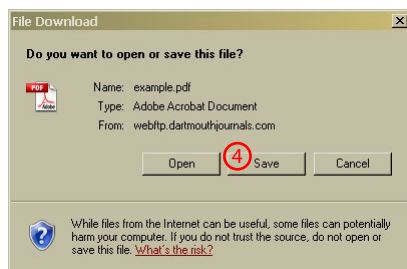 File Download
Do you want to open or save this file?
PDF
Adobe
Name: example.pdf
Type: Adobe Acrobat Document
From: webftp.dartmouthjournals.com
Open 4 Save Cancel
While files from the Internet can be useful, some files can potentially
harm your computer. If you do not trust the source, do not open or
save this file. What's the risk?